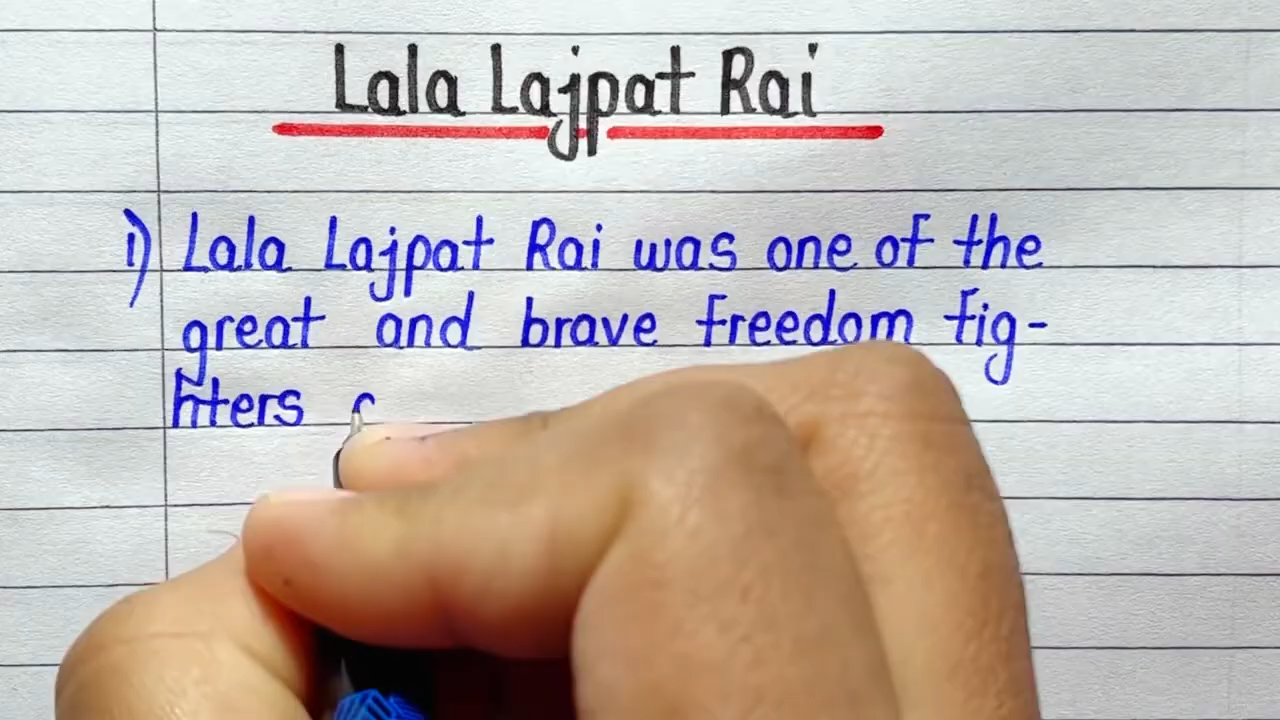 Lala Lajpat Rai
1) Lala Lajpat Rai was one of the
great and brave freedom fig-
hters